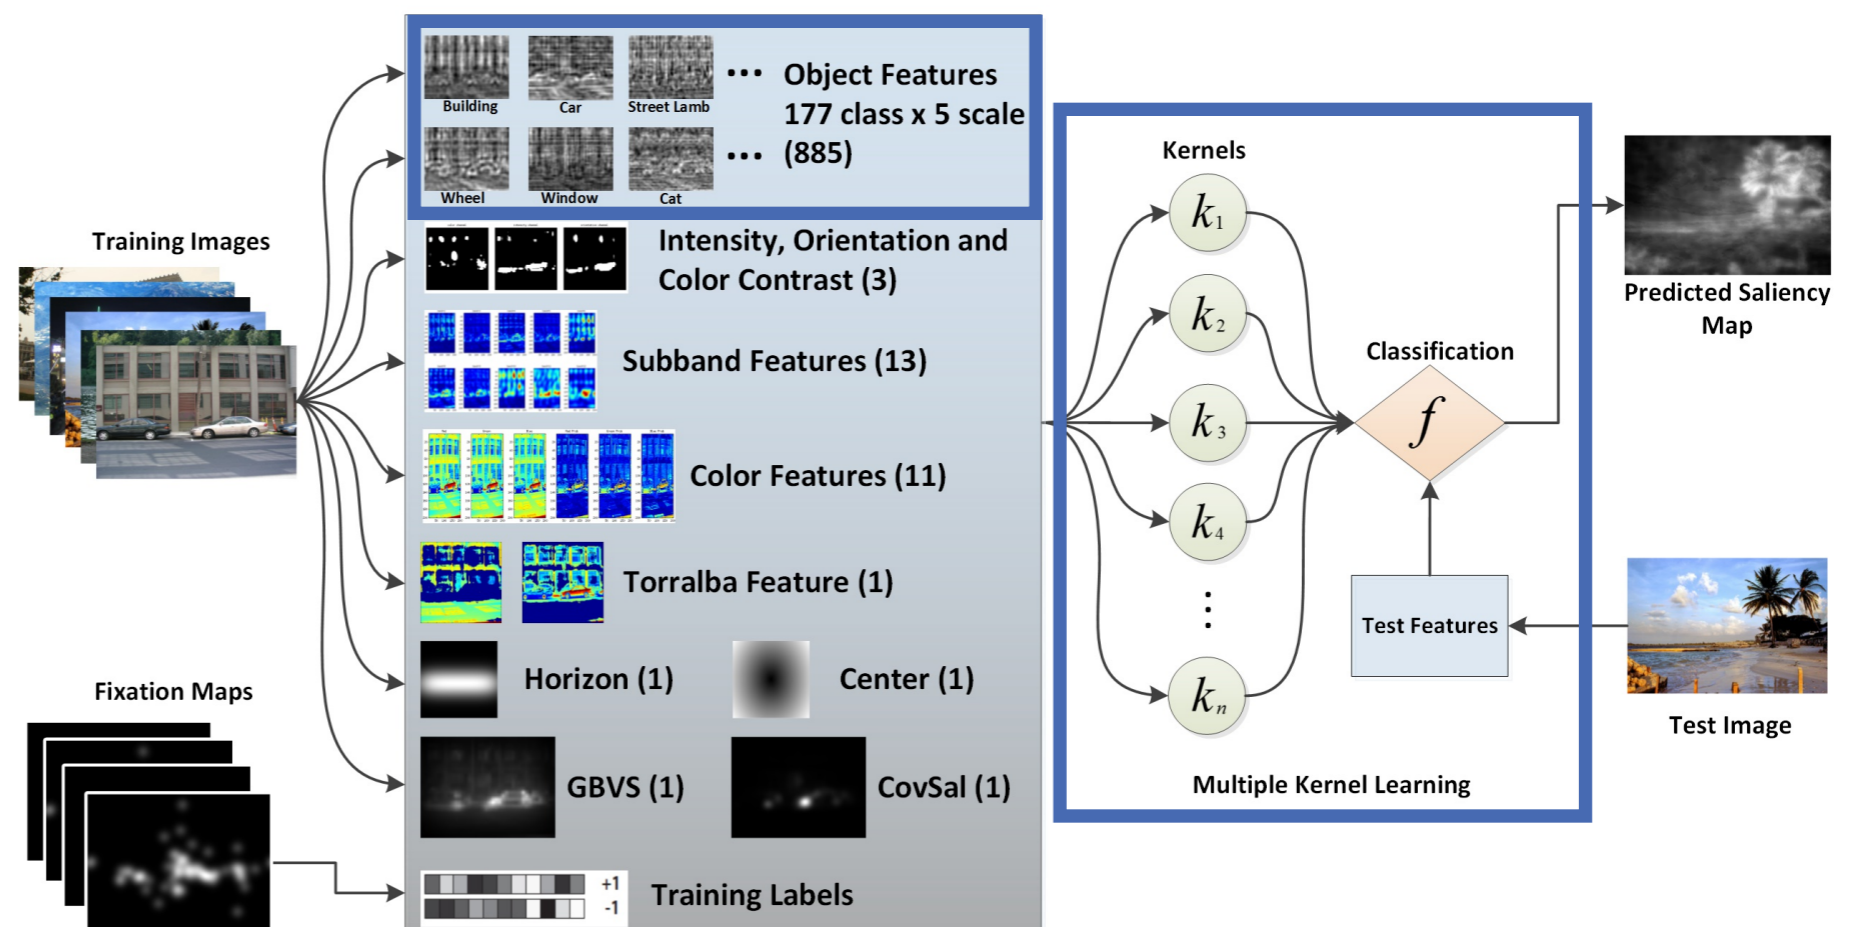 Training Images
Fixation Maps
Building
Car
Street Lamb
Wheel
Window
Cat
... Object Features
177 class x 5 scale
... (885)
Intensity, Orientation and
Color Contrast (3)
Subband Features (13)
Color Features (11)
Torralba Feature (1)
Horizon (1)
Center (1)
GBVS (1)
CovSal (1)
+1
-1
Training Labels
Kernels
k1
k2
k3
k4
⋮
kn
Classification
f
Test Features
Multiple Kernel Learning
Predicted Saliency
Map
Test Image